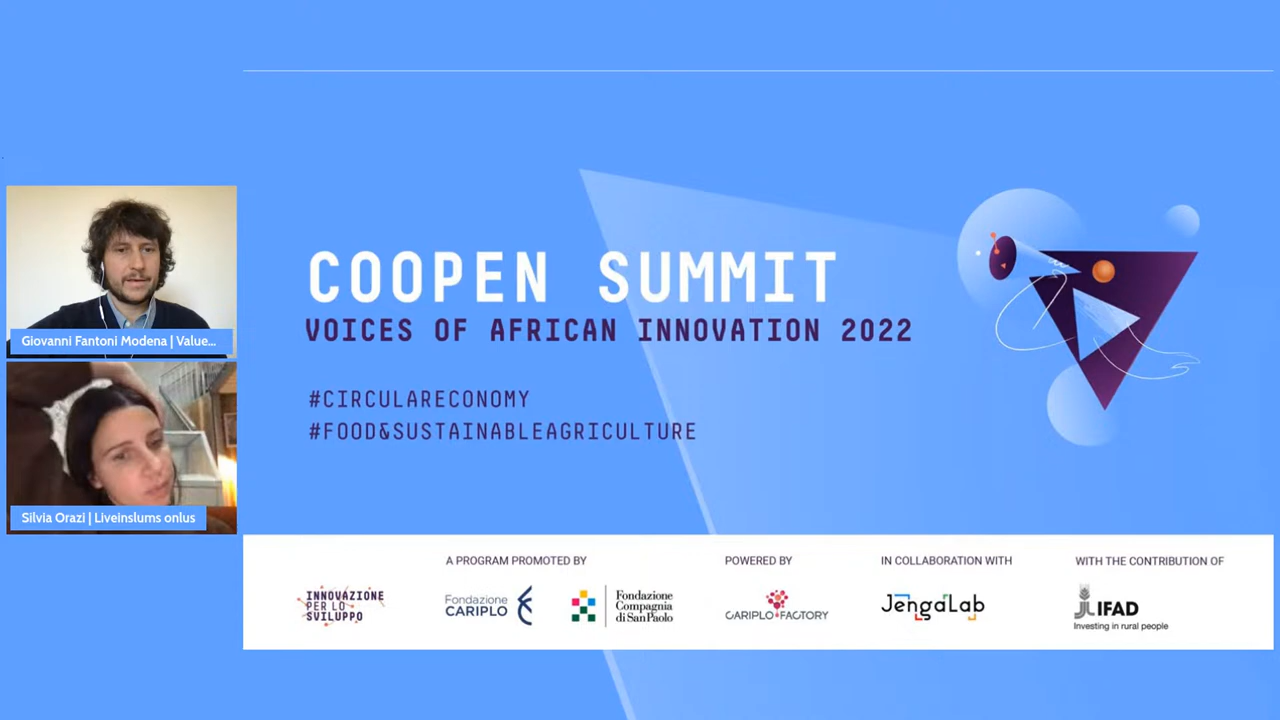 COOPEN SUMMIT
VOICES OF AFRICAN INNOVATION 2022
#CIRCULARECONOMY
#FOOD&SUSTAINABLEAGRICULTURE
Giovanni Fantoni Modena | Value...
Silvia Orazi | Liveinslums onlus
A PROGRAM PROMOTED BY
POWERED BY
IN COLLABORATION WITH
WITH THE CONTRIBUTION OF
INNOVAZIONE
PER LO
SVILUPPO
Fondazione
CARIPLO
Fondazione
Compagnia
di San Paolo
CARIPLO FACTORY
JengaLab
IFAD
Investing in rural people